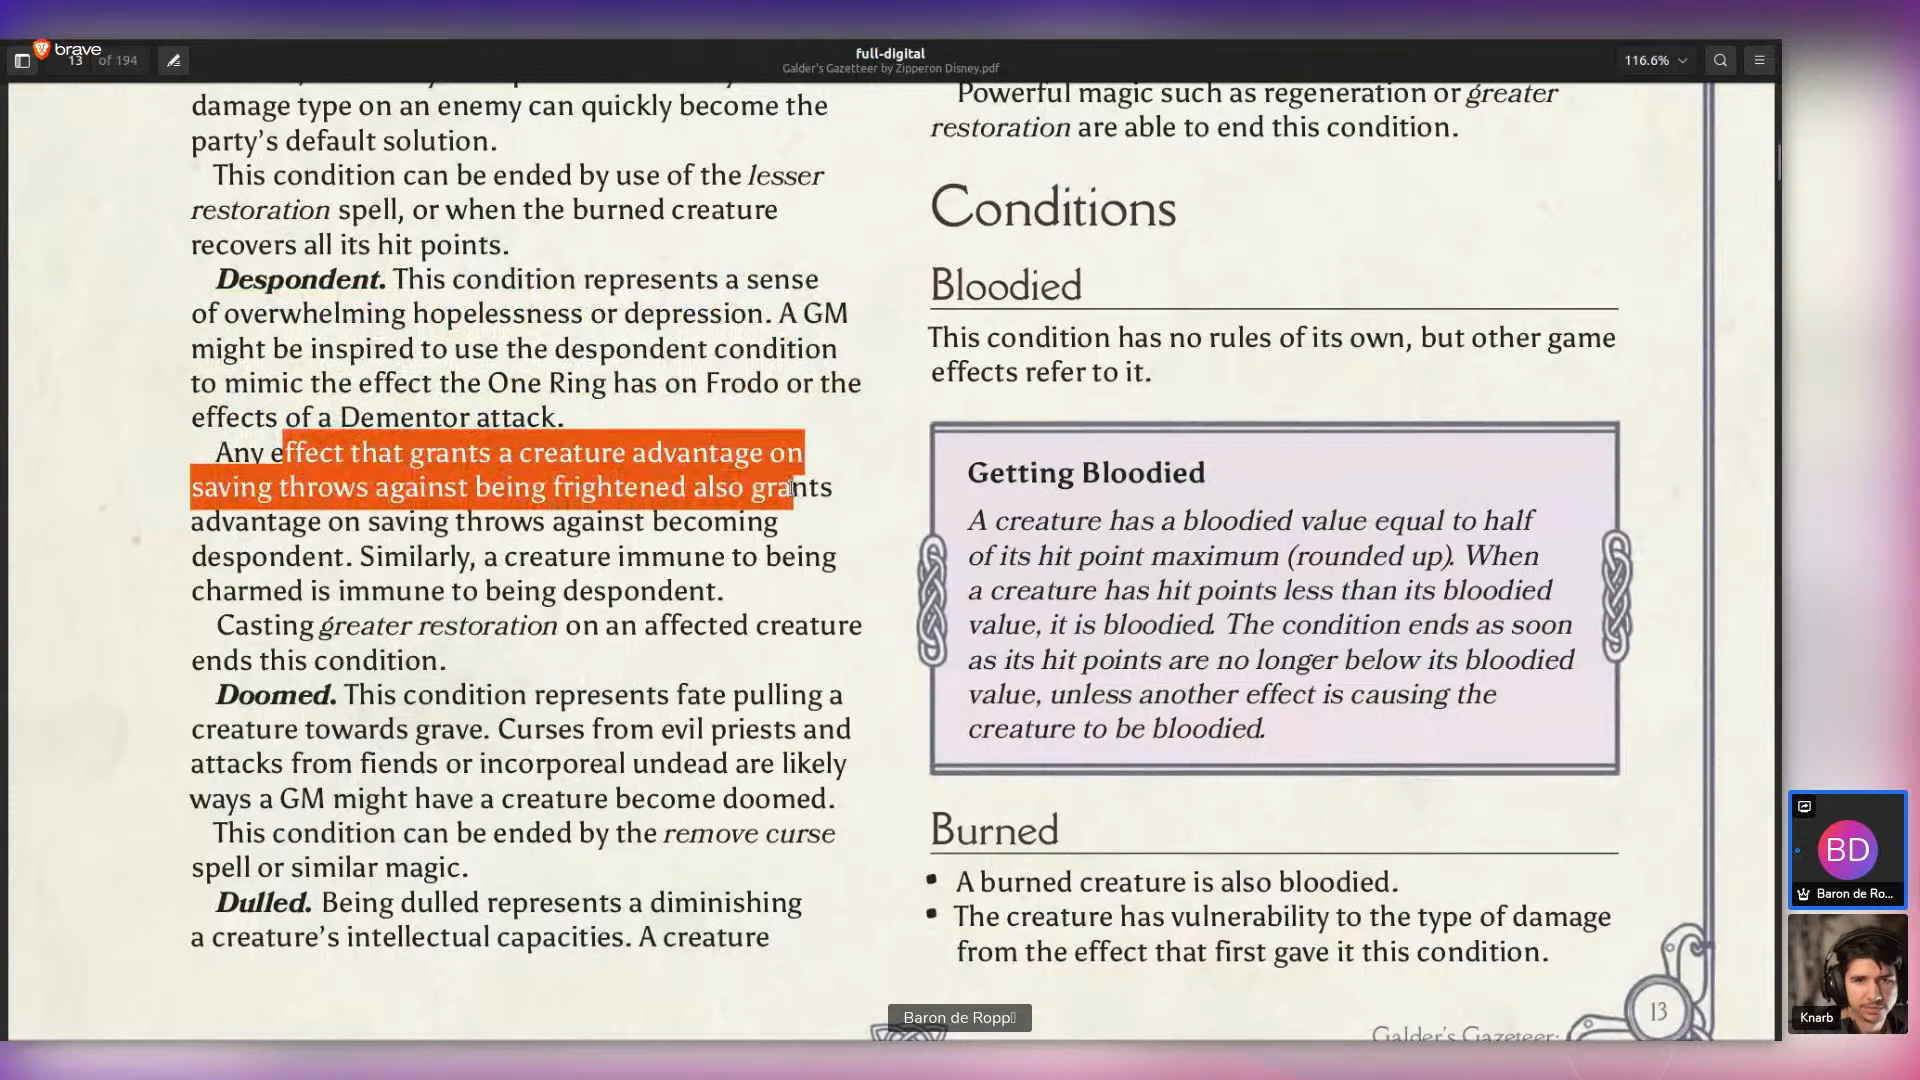 brave
13 of 194
full-digital
Galder's Gazetteer by Zipperon Disney.pdf
116.6%
damage type on an enemy can quickly become the
party's default solution.
This condition can be ended by use of the lesser
restoration spell, or when the burned creature
recovers all its hit points.
Despondent. This condition represents a sense
of overwhelming hopelessness or depression. A GM
might be inspired to use the despondent condition
to mimic the effect the One Ring has on Frodo or the
effects of a Dementor attack.
Any effect that grants a creature advantage on
saving throws against being frightened also grants
advantage on saving throws against becoming
despondent. Similarly, a creature immune to being
charmed is immune to being despondent.
Casting greater restoration on an affected creature
ends this condition.
Doomed. This condition represents fate pulling a
creature towards grave. Curses from evil priests and
attacks from fiends or incorporeal undead are likely
ways a GM might have a creature become doomed.
This condition can be ended by the remove curse
spell or similar magic.
Dulled. Being dulled represents a diminishing
a creature's intellectual capacities. A creature
Powerful magic such as regeneration or greater
restoration are able to end this condition.
Conditions
Bloodied
This condition has no rules of its own, but other game
effects refer to it.
Getting Bloodied
A creature has a bloodied value equal to half
of its hit point maximum (rounded up). When
a creature has hit points less than its bloodied
value, it is bloodied. The condition ends as soon
as its hit points are no longer below its bloodied
value, unless another effect is causing the
creature to be bloodied.
Burned
• A burned creature is also bloodied.
• The creature has vulnerability to the type of damage
from the effect that first gave it this condition.
13
Galder's Gazeteer:
Baron de Ropp
BD
Baron de Ro...
Knarb